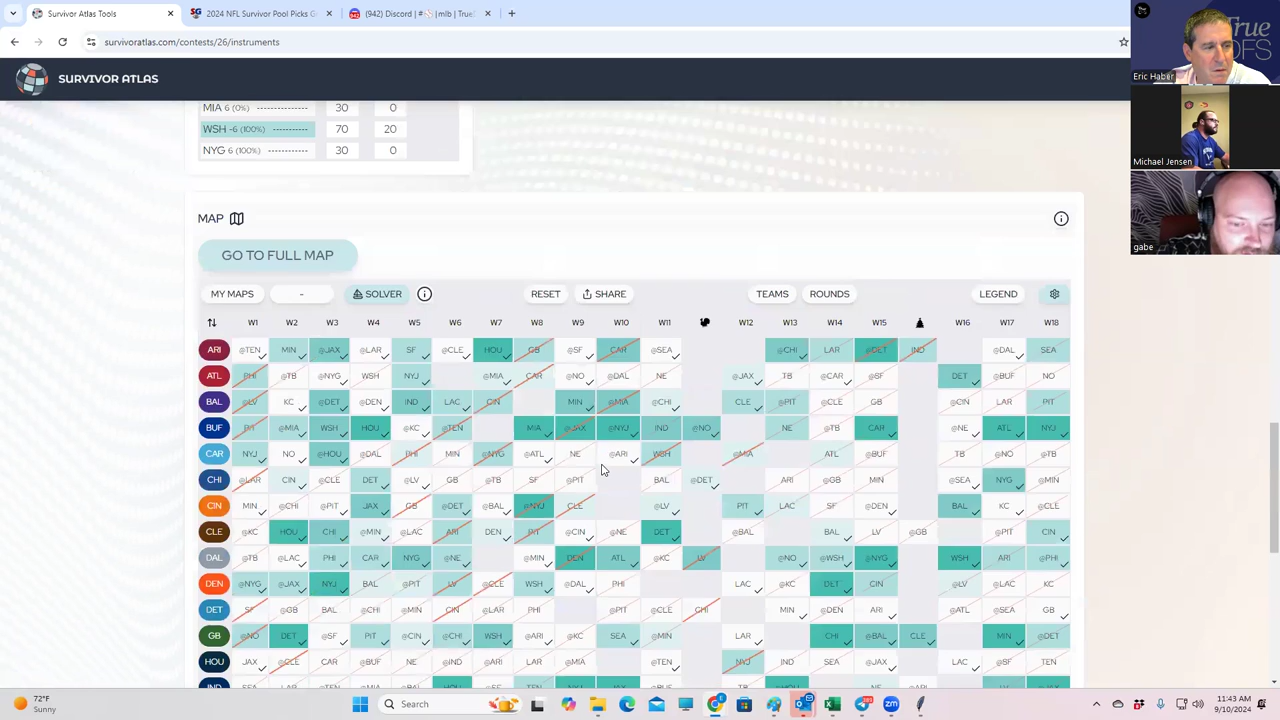 Survivor Atlas Tools
2024 NFL Survivor Pool Picks G
(942) Discord | #⚾ | mlb | True
survivoratlas.com/contests/26/instruments
SURVIVOR ATLAS
True
DFS
Eric Haber
Michael Jensen
gabe
MIA 6 (0%) 30 0
WSH -6 (100%) 70 20
NYG 6 (100%) 30 0
MAP
GO TO FULL MAP
MY MAPS - SOLVER RESET SHARE TEAMS ROUNDS LEGEND
W1 W2 W3 W4 W5 W6 W7 W8 W9 W10 W11 W12 W13 W14 W15 W16 W17 W18
ARI @TEN MIN @JAX @LAR SF @CLE HOU GB @SF CAR @SEA @CHI LAR @DET IND @DAL SEA
ATL PHI @TB @NYG WSH NYJ @MIA CAR @NO @DAL NE @JAX TB @CAR @SF DET @BUF NO
BAL @LV KC @DET @DEN IND LAC CIN MIN @MIA @CHI CLE @PIT @CLE GB @CIN LAR PIT
BUF PIT @MIA WSH HOU @KC @TEN MIA @JAX @NYJ IND @NO NE @TB CAR @NE ATL NYJ
CAR NYJ NO @HOU @DAL PHI MIN @NYG @ATL NE @ARI WSH @MIA ATL @BUF TB @NO @TB
CHI @LAR CIN @CLE DET @LV GB @TB SF @PIT BAL @DET ARI @GB MIN @SEA NYG @MIN
CIN MIN @CHI @PIT JAX GB @DET @BAL @NYJ CLE @LV PIT LAC SF @DEN BAL KC @CLE
CLE @KC HOU CHI @MIN @LAC ARI DEN PIT @CIN @NE DET @BAL BAL LV @GB @PIT CIN
DAL @TB @LAC PHI CAR NYG @NE @MIN DEN ATL @KC LV @NO @WSH @NYG WSH ARI @PHI
DEN @NYG @JAX NYJ BAL @PIT LV @CLE WSH @DAL PHI LAC @KC DET CIN @LV @LAC KC
DET SF @GB BAL @CHI @MIN CIN @LAR PHI @PIT CLE CHI MIN @DEN ARI @ATL @SEA GB
GB @NO DET @SF PIT @CIN @CHI WSH @ARI @KC SEA MIN LAR CHI @BAL CLE MIN @DET
HOU JAX @CLE CAR @BUF NE @IND ARI LAR @MIA @TEN NYJ IND SEA @JAX LAC @SF TEN
72°F
Sunny
Search
11:43 AM
9/10/2024